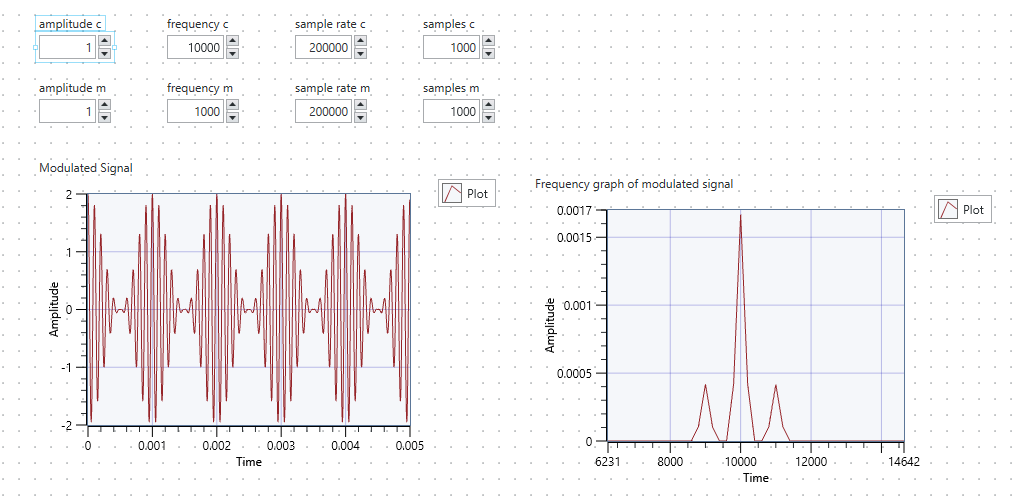 amplitude c frequency c sample rate c samples c
1 10000 200000 1000
amplitude m frequency m sample rate m samples m
1 1000 200000 1000
Modulated Signal
Plot
2
1
0
-1
-2
Amplitude
0 0.001 0.002 0.003 0.004 0.005
Time
Frequency graph of modulated signal
Plot
0.0017
0.0015
0.001
0.0005
0
Amplitude
6231 8000 10000 12000 14642
Time